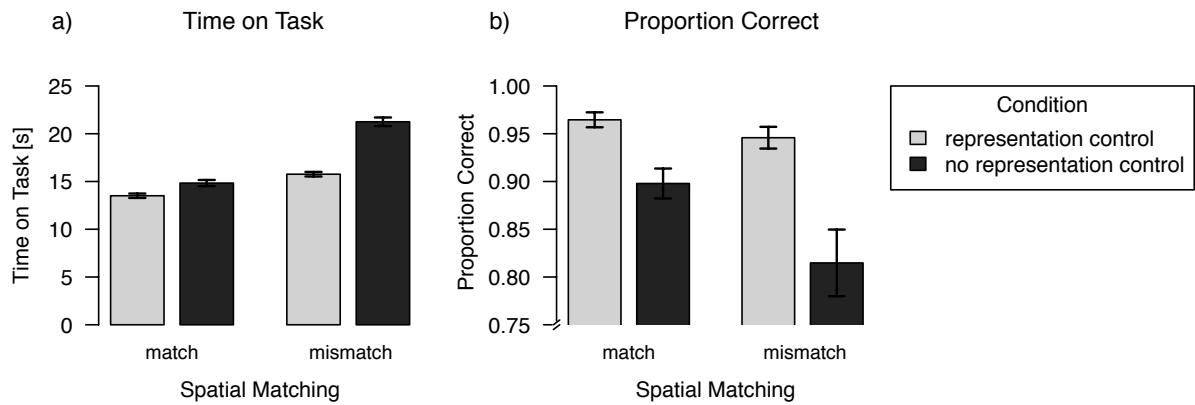 a) Time on Task
Time on Task [s]
25
20
15
10
5
0
match mismatch
Spatial Matching
b) Proportion Correct
Proportion Correct
1.00
0.95
0.90
0.85
0.80
0.75
match mismatch
Spatial Matching
Condition
representation control
no representation control